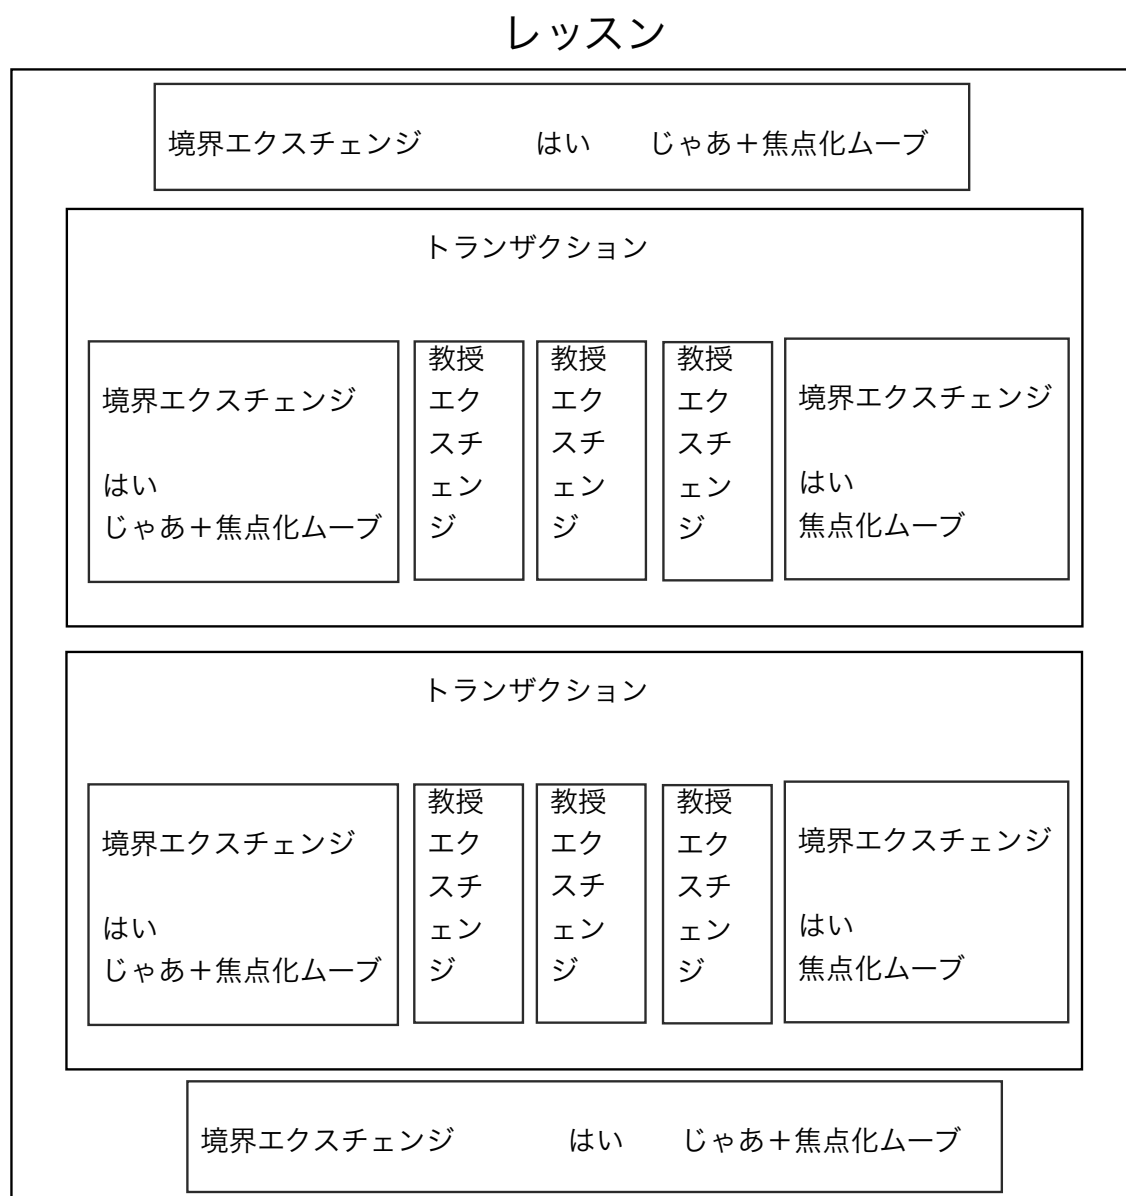 レッスン
境界エクスチェンジ はい じゃあ＋焦点化ムーブ
トランザクション
境界エクスチェンジ
はい
じゃあ＋焦点化ムーブ
教授
エク
スチ
ェン
ジ
教授
エク
スチ
ェン
ジ
教授
エク
スチ
ェン
ジ
境界エクスチェンジ
はい
焦点化ムーブ
トランザクション
境界エクスチェンジ
はい
じゃあ＋焦点化ムーブ
教授
エク
スチ
ェン
ジ
教授
エク
スチ
ェン
ジ
教授
エク
スチ
ェン
ジ
境界エクスチェンジ
はい
焦点化ムーブ
境界エクスチェンジ はい じゃあ＋焦点化ムーブ